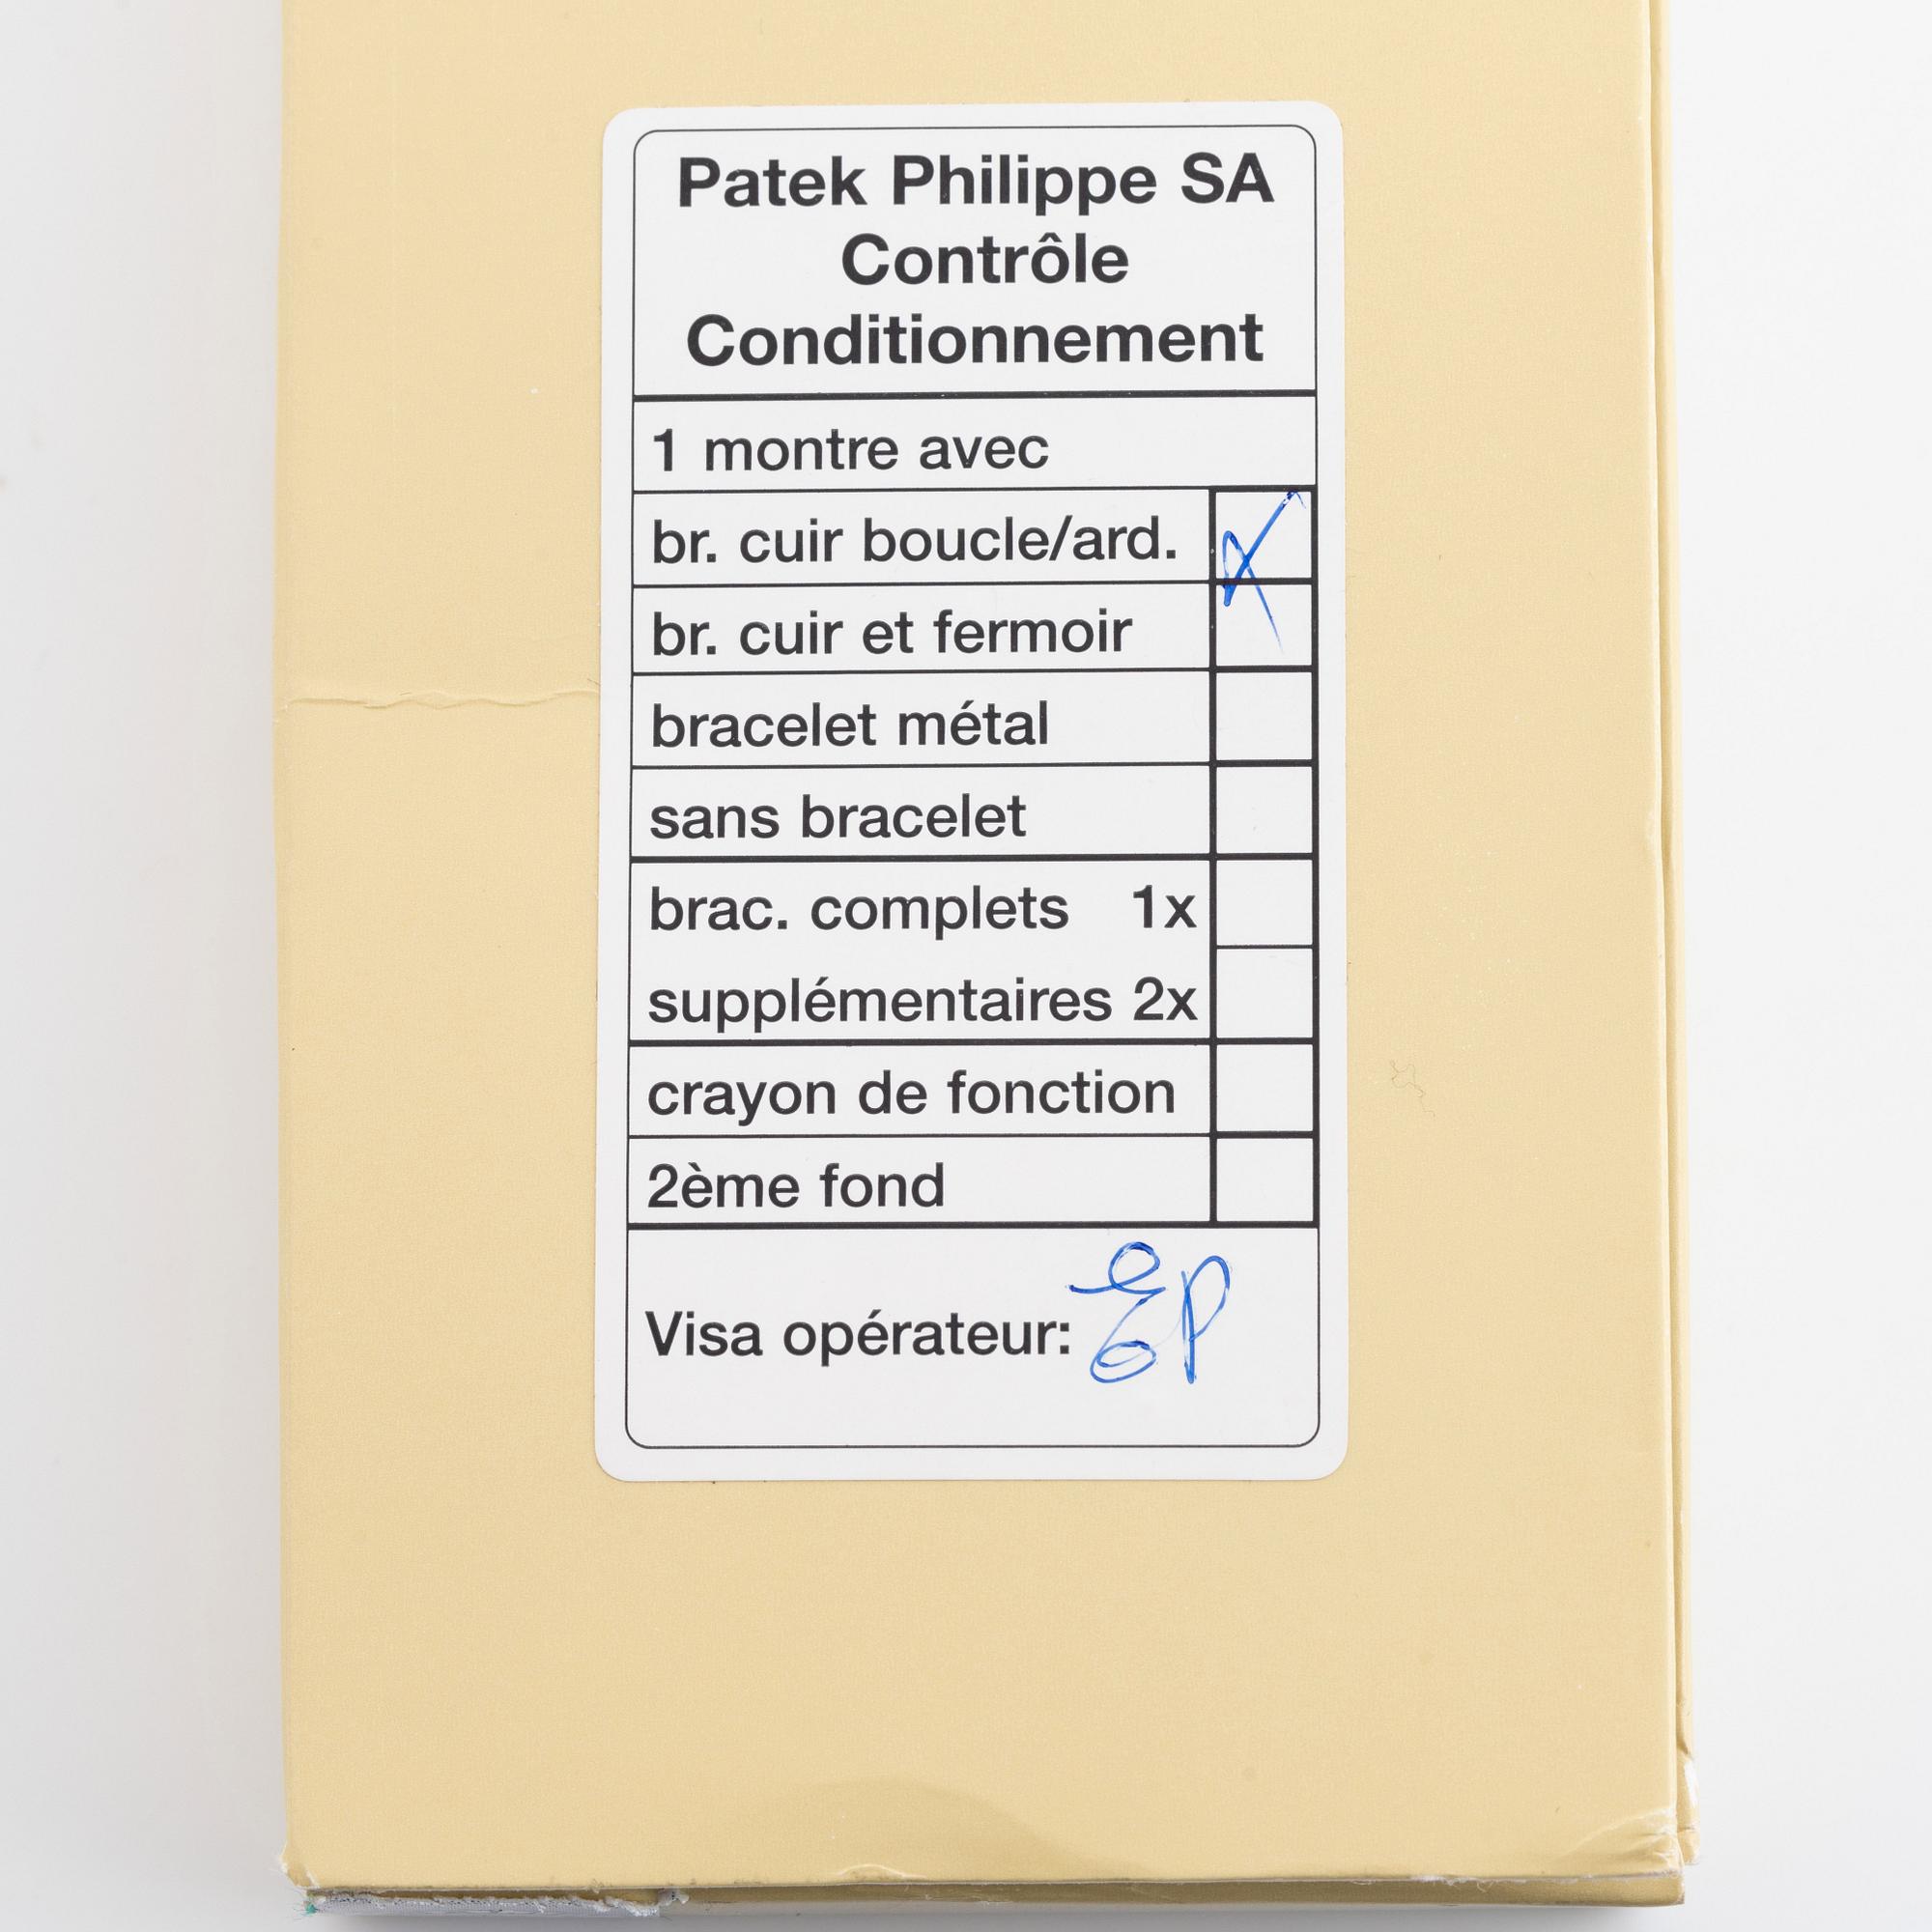 Patek Philippe SA
Contrôle
Conditionnement
1 montre avec
br. cuir boucle/ard.
br. cuir et fermoir
bracelet métal
sans bracelet
brac. complets 1x
supplémentaires 2x
crayon de fonction
2ème fond
Visa opérateur: EP